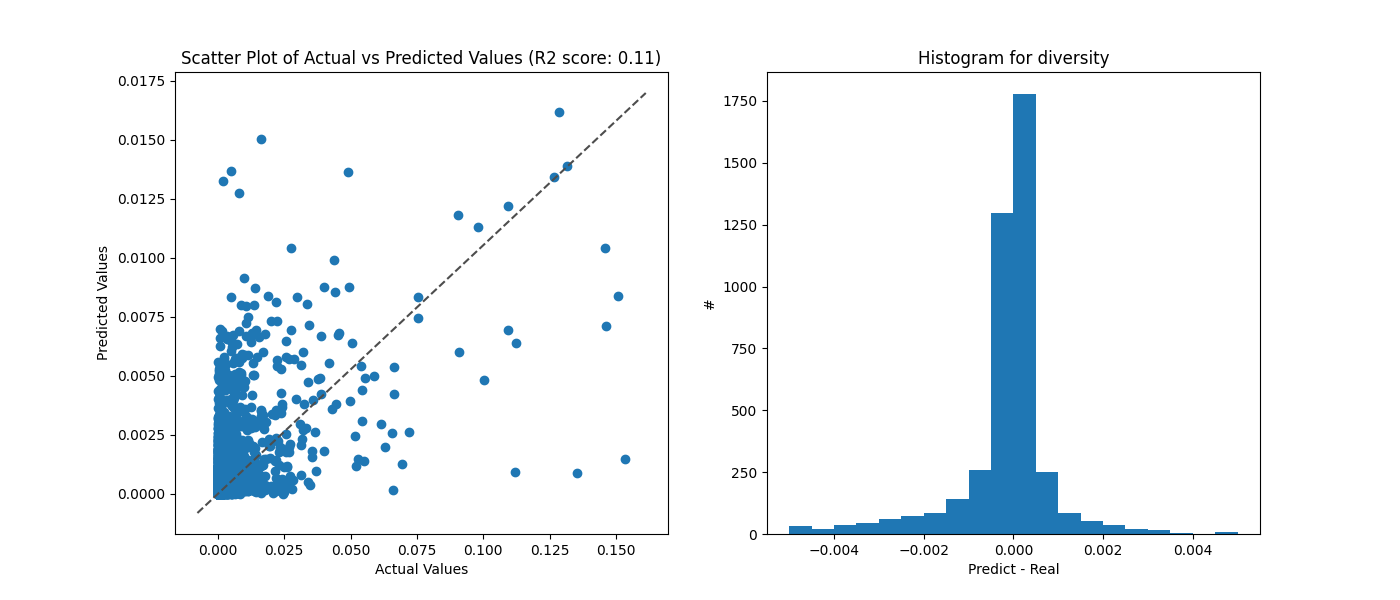 Scatter Plot of Actual vs Predicted Values (R2 score: 0.11)
0.0175
0.0150
0.0125
0.0100
0.0075
0.0050
0.0025
0.0000
Predicted Values
0.000 0.025 0.050 0.075 0.100 0.125 0.150
Actual Values
Histogram for diversity
1750
1500
1250
1000
750
500
250
0
#
−0.004 −0.002 0.000 0.002 0.004
Predict - Real